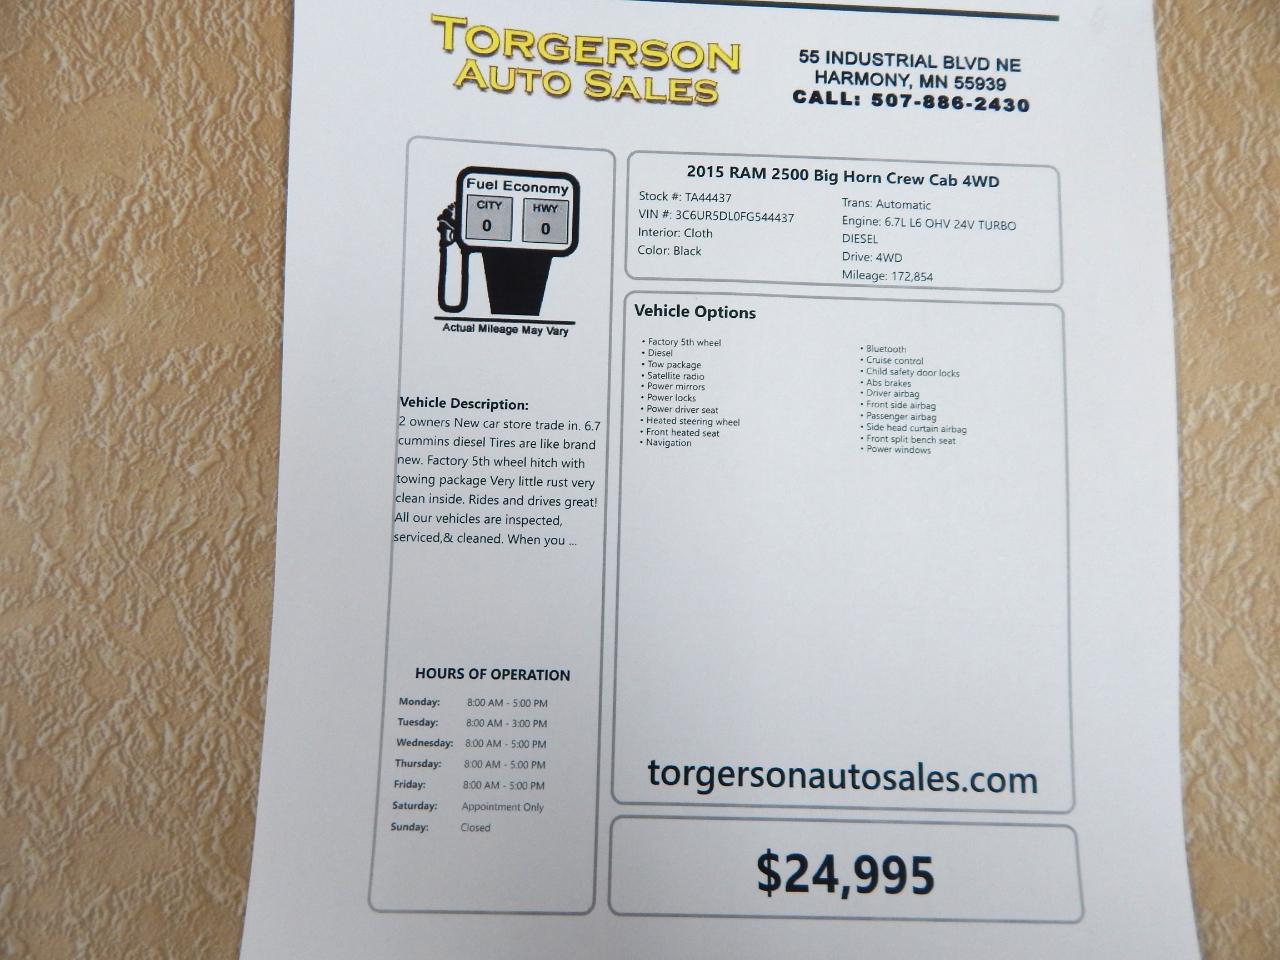 TORGERSON
AUTO SALES
55 INDUSTRIAL BLVD NE
HARMONY, MN 55939
CALL: 507-886-2430
Fuel Economy
CITY
0
HWY
0
Actual Mileage May Vary
Vehicle Description:
2 owners New car store trade in. 6.7
cummins diesel Tires are like brand
new. Factory 5th wheel hitch with
towing package Very little rust very
clean inside. Rides and drives great!
All our vehicles are inspected,
serviced,& cleaned. When you ...
HOURS OF OPERATION
Monday: 8:00 AM - 5:00 PM
Tuesday: 8:00 AM - 3:00 PM
Wednesday: 8:00 AM - 5:00 PM
Thursday: 8:00 AM - 5:00 PM
Friday: 8:00 AM - 5:00 PM
Saturday: Appointment Only
Sunday: Closed
2015 RAM 2500 Big Horn Crew Cab 4WD
Stock #: TA44437
VIN #: 3C6UR5DL0FG544437
Interior: Cloth
Color: Black
Trans: Automatic
Engine: 6.7L L6 OHV 24V TURBO
DIESEL
Drive: 4WD
Mileage: 172,854
Vehicle Options
• Factory 5th wheel
• Diesel
• Tow package
• Satellite radio
• Power mirrors
• Power locks
• Power driver seat
• Heated steering wheel
• Front heated seat
• Navigation
• Bluetooth
• Cruise control
• Child safety door locks
• Abs brakes
• Driver airbag
• Front side airbag
• Passenger airbag
• Side head curtain airbag
• Front split bench seat
• Power windows
torgersonautosales.com
$24,995